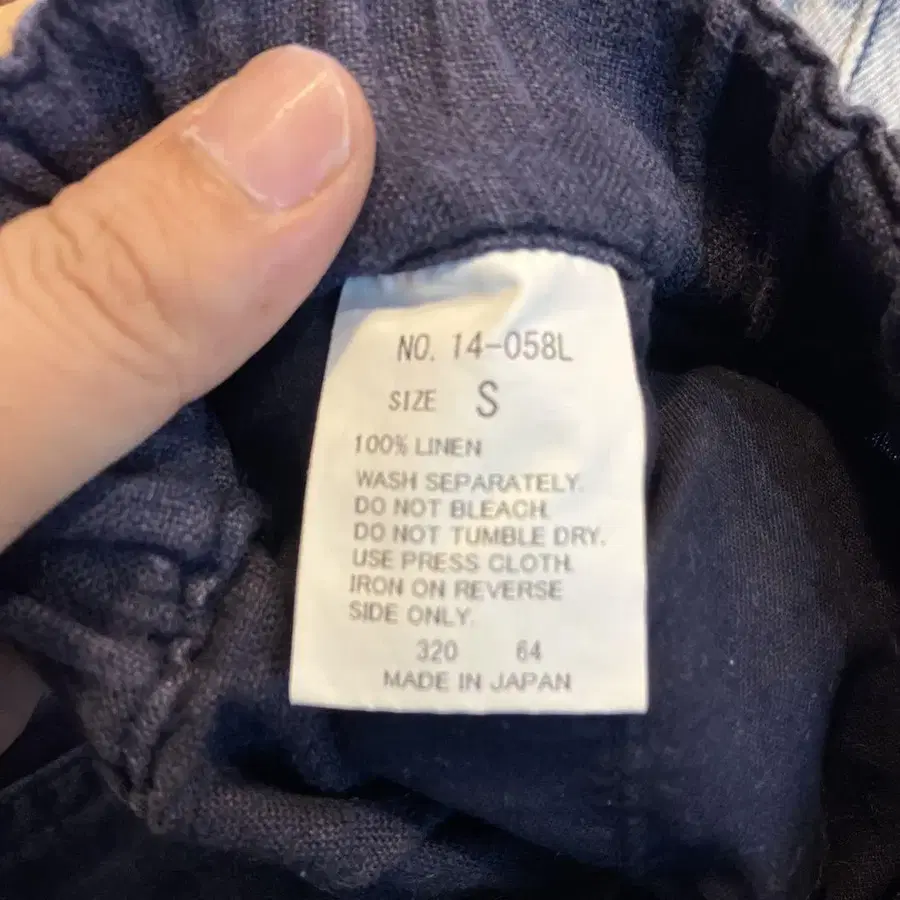 NO. 14-058L
SIZE S
100% LINEN
WASH SEPARATELY.
DO NOT BLEACH.
DO NOT TUMBLE DRY.
USE PRESS CLOTH.
IRON ON REVERSE
SIDE ONLY.
320 64
MADE IN JAPAN